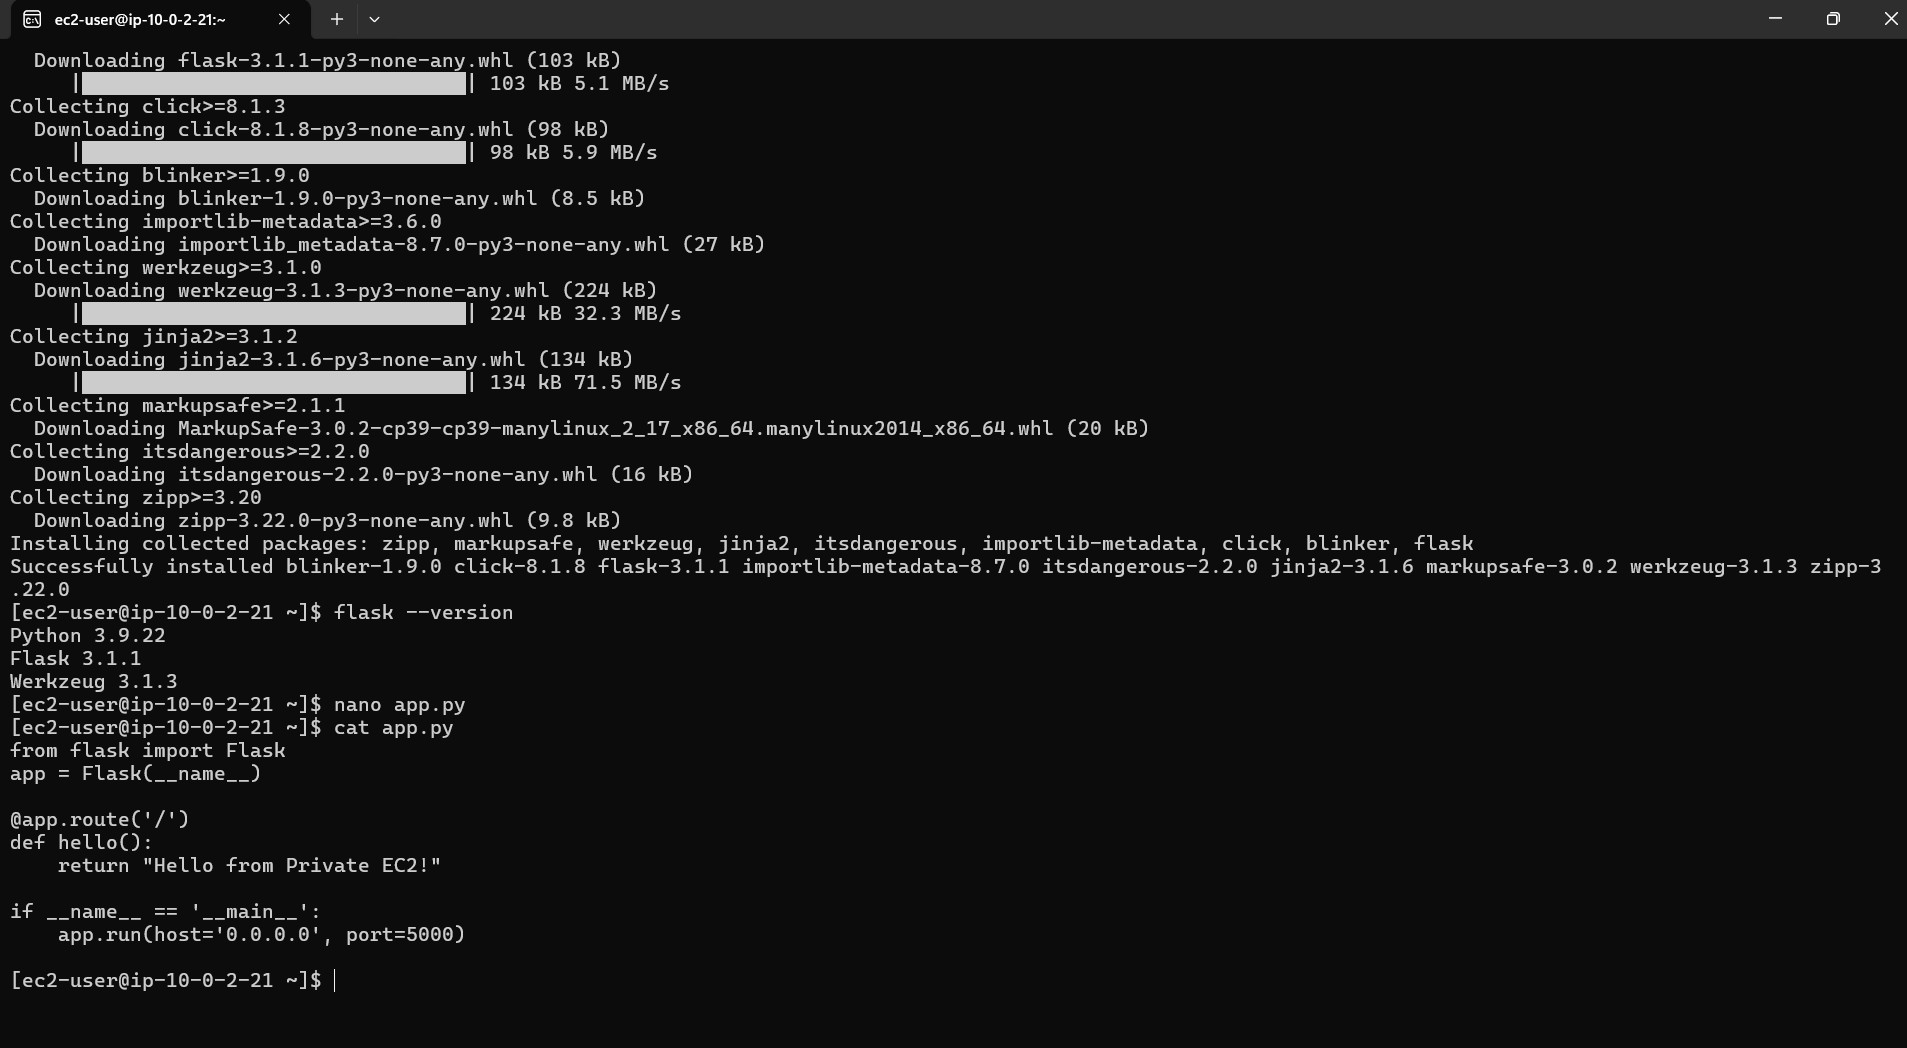 ec2-user@ip-10-0-2-21:~
  Downloading flask-3.1.1-py3-none-any.whl (103 kB)
     |████████████████████████████████| 103 kB 5.1 MB/s
Collecting click>=8.1.3
  Downloading click-8.1.8-py3-none-any.whl (98 kB)
     |████████████████████████████████| 98 kB 5.9 MB/s
Collecting blinker>=1.9.0
  Downloading blinker-1.9.0-py3-none-any.whl (8.5 kB)
Collecting importlib-metadata>=3.6.0
  Downloading importlib_metadata-8.7.0-py3-none-any.whl (27 kB)
Collecting werkzeug>=3.1.0
  Downloading werkzeug-3.1.3-py3-none-any.whl (224 kB)
     |████████████████████████████████| 224 kB 32.3 MB/s
Collecting jinja2>=3.1.2
  Downloading jinja2-3.1.6-py3-none-any.whl (134 kB)
     |████████████████████████████████| 134 kB 71.5 MB/s
Collecting markupsafe>=2.1.1
  Downloading MarkupSafe-3.0.2-cp39-cp39-manylinux_2_17_x86_64.manylinux2014_x86_64.whl (20 kB)
Collecting itsdangerous>=2.2.0
  Downloading itsdangerous-2.2.0-py3-none-any.whl (16 kB)
Collecting zipp>=3.20
  Downloading zipp-3.22.0-py3-none-any.whl (9.8 kB)
Installing collected packages: zipp, markupsafe, werkzeug, jinja2, itsdangerous, importlib-metadata, click, blinker, flask
Successfully installed blinker-1.9.0 click-8.1.8 flask-3.1.1 importlib-metadata-8.7.0 itsdangerous-2.2.0 jinja2-3.1.6 markupsafe-3.0.2 werkzeug-3.1.3 zipp-3
.22.0
[ec2-user@ip-10-0-2-21 ~]$ flask --version
Python 3.9.22
Flask 3.1.1
Werkzeug 3.1.3
[ec2-user@ip-10-0-2-21 ~]$ nano app.py
[ec2-user@ip-10-0-2-21 ~]$ cat app.py
from flask import Flask
app = Flask(__name__)

@app.route('/')
def hello():
    return "Hello from Private EC2!"

if __name__ == '__main__':
    app.run(host='0.0.0.0', port=5000)

[ec2-user@ip-10-0-2-21 ~]$